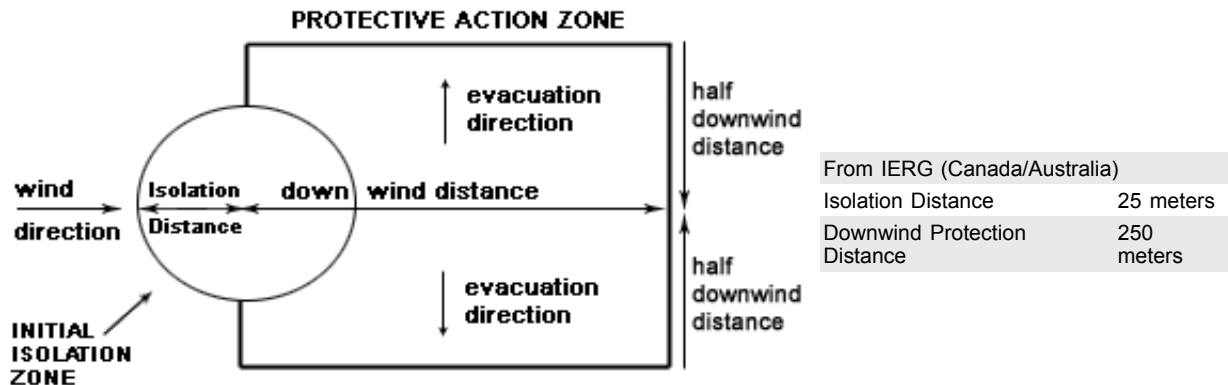 PROTECTIVE ACTION ZONE
evacuation
direction
half
downwind
distance
wind
direction
Isolation
Distance
down wind distance
evacuation
direction
half
downwind
distance
INITIAL
ISOLATION
ZONE
From IERG (Canada/Australia)
Isolation Distance 25 meters
Downwind Protection 250
Distance meters